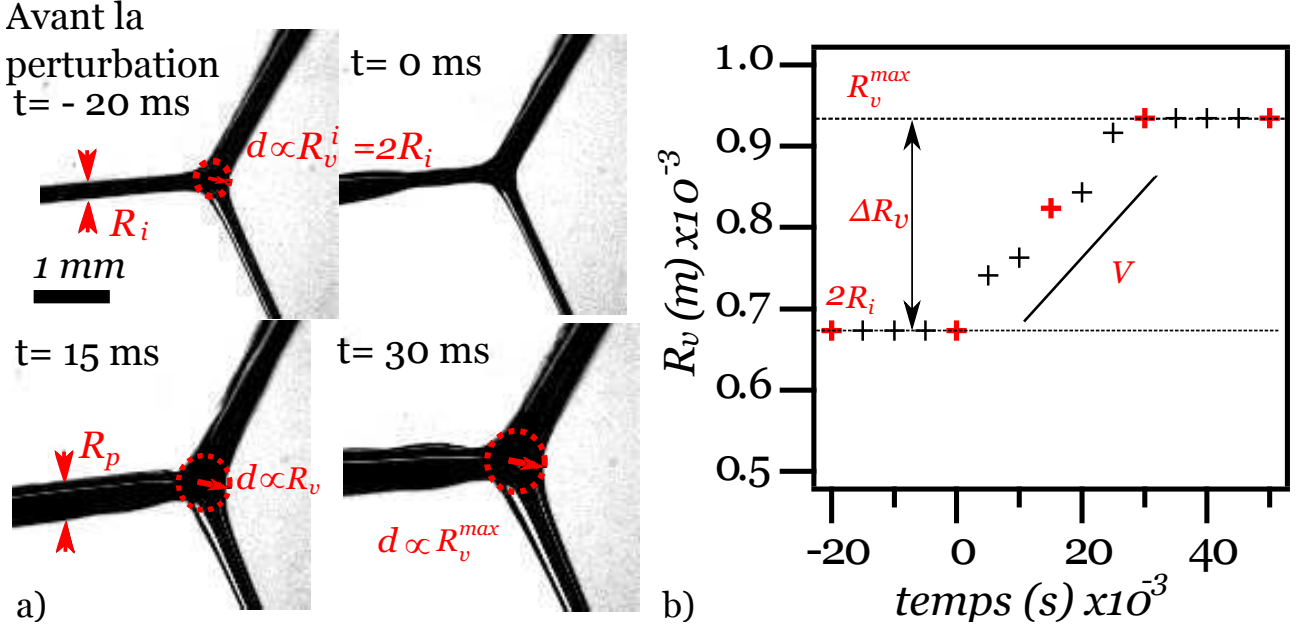 Avant la
perturbation
t= - 20 ms
t= 0 ms
d∝R_v^i =2R_i
R_i
1 mm
t= 15 ms
t= 30 ms
R_p
d∝R_v
d ∝ R_v^max
a)
b)
R_v (m) x10^-3
1.0
0.9
0.8
0.7
0.6
0.5
R_v^max
ΔR_v
2R_i
V
-20
0
20
40
temps (s) x10^-3